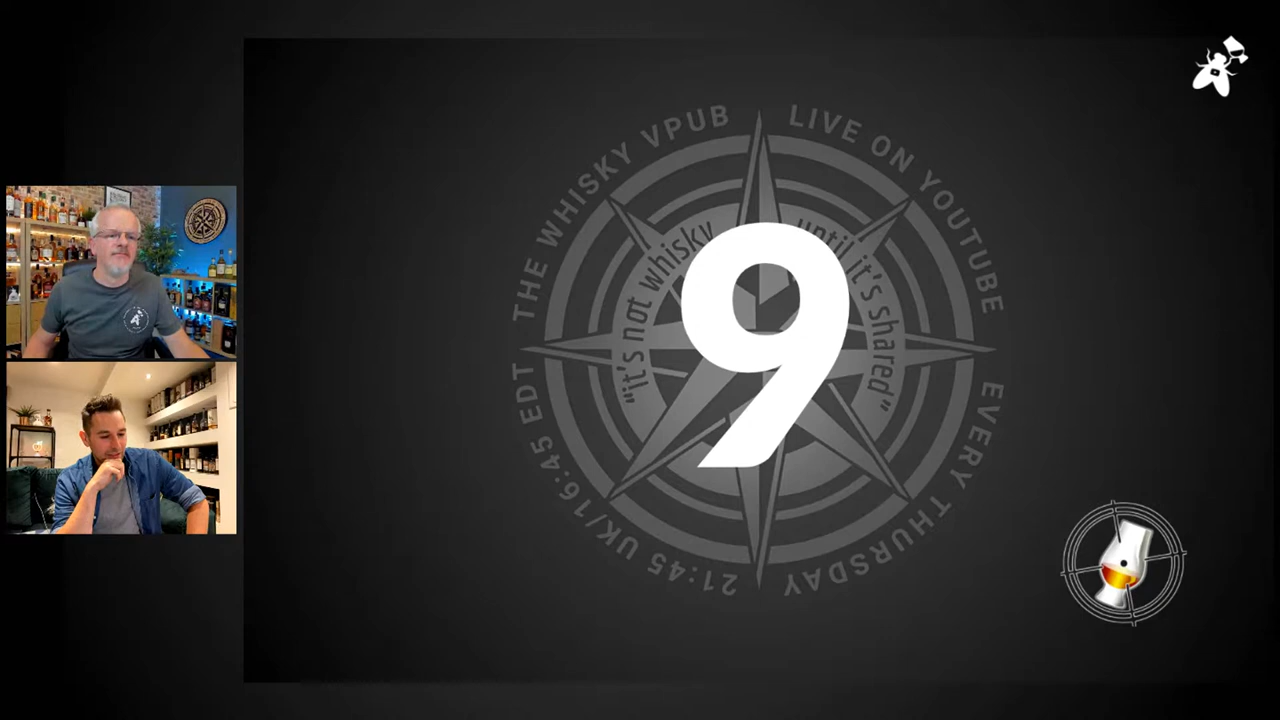 THE WHISKY VPUB
LIVE ON YOUTUBE
EVERY THURSDAY
21:45 UK/16:45 EDT
"it's not whisky
until it's shared"
9